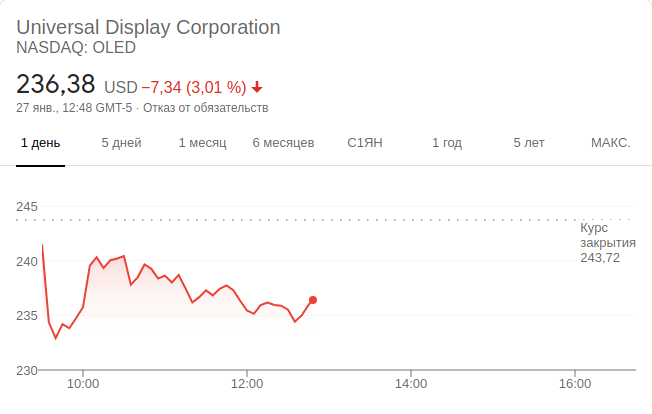 Universal Display Corporation
NASDAQ: OLED
236,38 USD −7,34 (3,01 %)
27 янв., 12:48 GMT-5 · Отказ от обязательств
1 день 5 дней 1 месяц 6 месяцев С1ЯН 1 год 5 лет МАКС.
245
Курс
закрытия
243,72
240
235
230
10:00 12:00 14:00 16:00